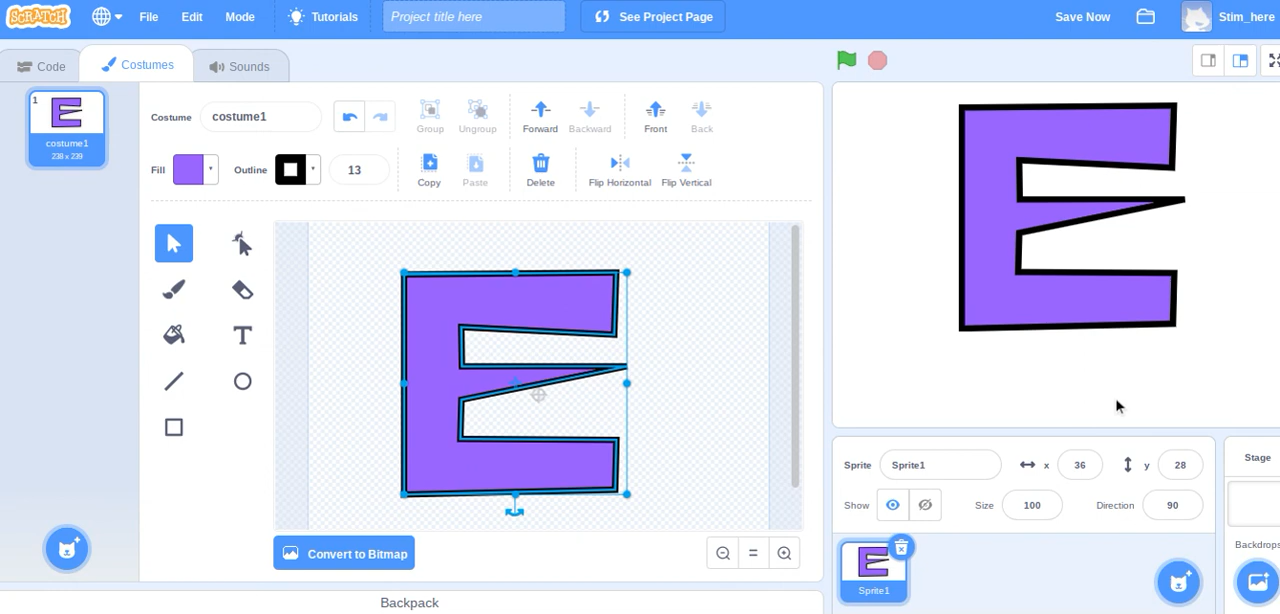 SCRATCH File Edit Mode Tutorials Project title here See Project Page Save Now Stim_here
Code Costumes Sounds
1
costume1
238 x 239
Costume costume1 Group Ungroup Forward Backward Front Back
Fill Outline 13 Copy Paste Delete Flip Horizontal Flip Vertical
T
E
Convert to Bitmap
Backpack
Sprite Sprite1 x 36 y 28
Show Size 100 Direction 90
Sprite1
Stage
Backdrops